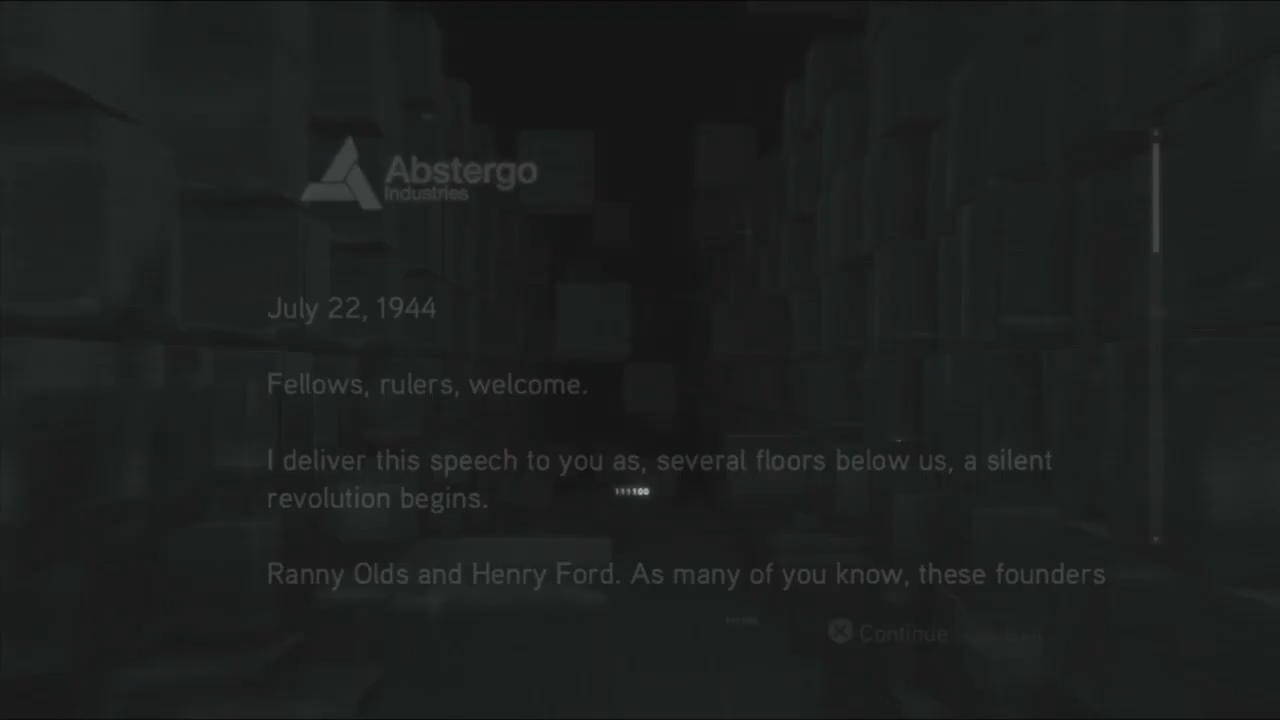 Abstergo
Industries
July 22, 1944
Fellows, rulers, welcome.
I deliver this speech to you as, several floors below us, a silent
revolution begins.
111100
Ranny Olds and Henry Ford. As many of you know, these founders
Continue